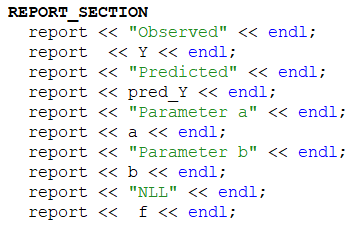 REPORT_SECTION
  report << "Observed" << endl;
  report  << Y << endl;
  report << "Predicted" << endl;
  report << pred_Y << endl;
  report << "Parameter a" << endl;
  report << a << endl;
  report << "Parameter b" << endl;
  report << b << endl;
  report << "NLL" << endl;
  report <<  f << endl;